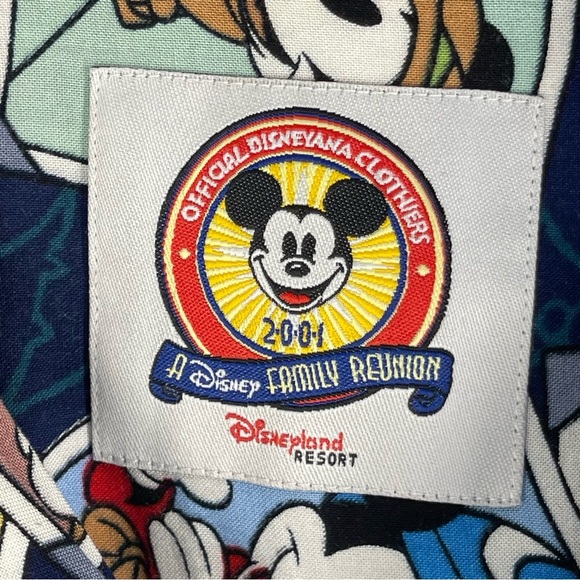 OFFICIAL DISNEYANA CLOTHIERS
2001
A Disney FAMILY REUNION
Disneyland
RESORT